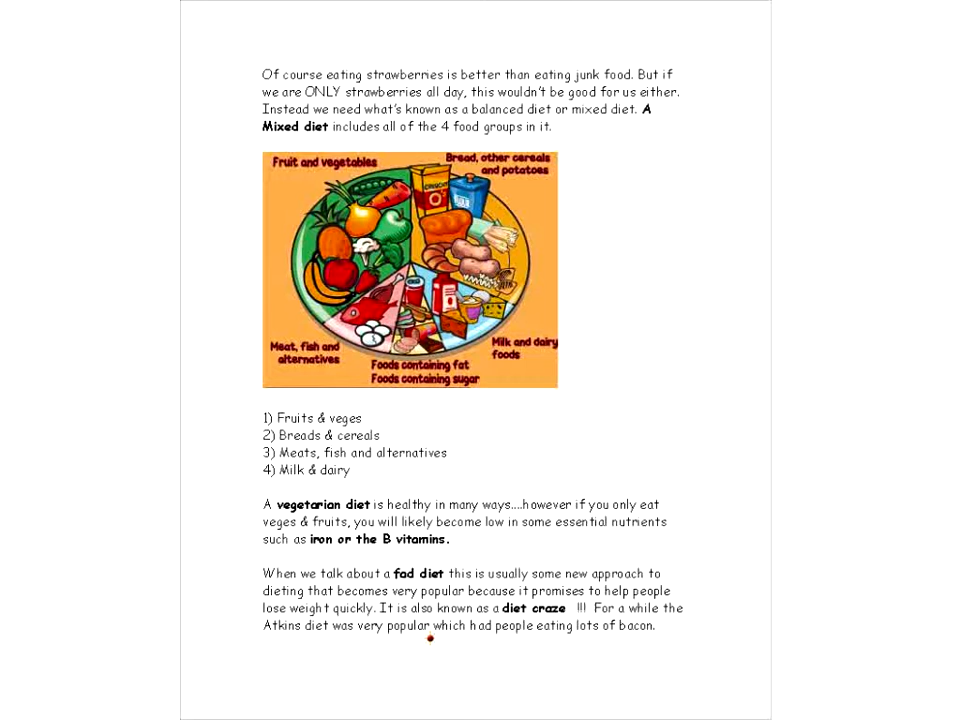 Of course eating strawberries is better than eating junk food. But if
we are ONLY strawberries all day, this wouldn't be good for us either.
Instead we need what's known as a balanced diet or mixed diet. A
Mixed diet includes all of the 4 food groups in it.
Fruit and vegetables
Bread, other cereals
and potatoes
Meat, fish and
alternatives
Milk and dairy
foods
Foods containing fat
Foods containing sugar
1) Fruits & veges
2) Breads & cereals
3) Meats, fish and alternatives
4) Milk & dairy
A vegetarian diet is healthy in many ways....however if you only eat
veges & fruits, you will likely become low in some essential nutrients
such as iron or the B vitamins.
When we talk about a fad diet this is usually some new approach to
dieting that becomes very popular because it promises to help people
lose weight quickly. It is also known as a diet craze !!! For a while the
Atkins diet was very popular which had people eating lots of bacon.